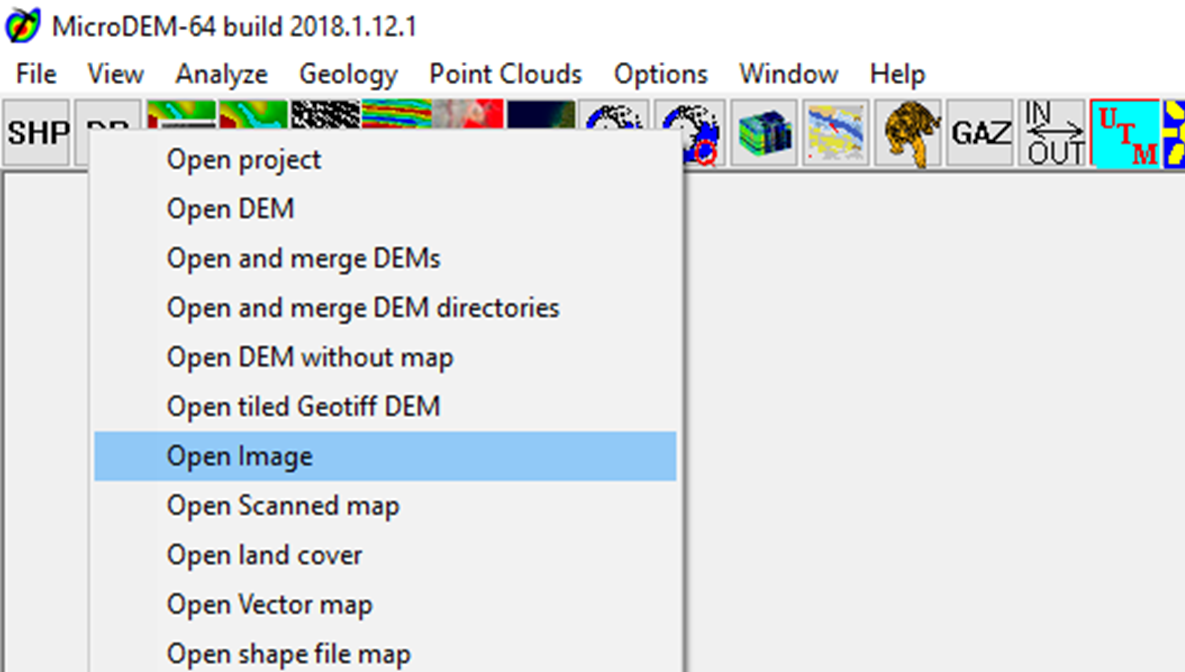 MicroDEM-64 build 2018.1.12.1
File View Analyze Geology Point Clouds Options Window Help
SHP GAZ IN OUT UTM
Open project
Open DEM
Open and merge DEMs
Open and merge DEM directories
Open DEM without map
Open tiled Geotiff DEM
Open Image
Open Scanned map
Open land cover
Open Vector map
Open shape file map